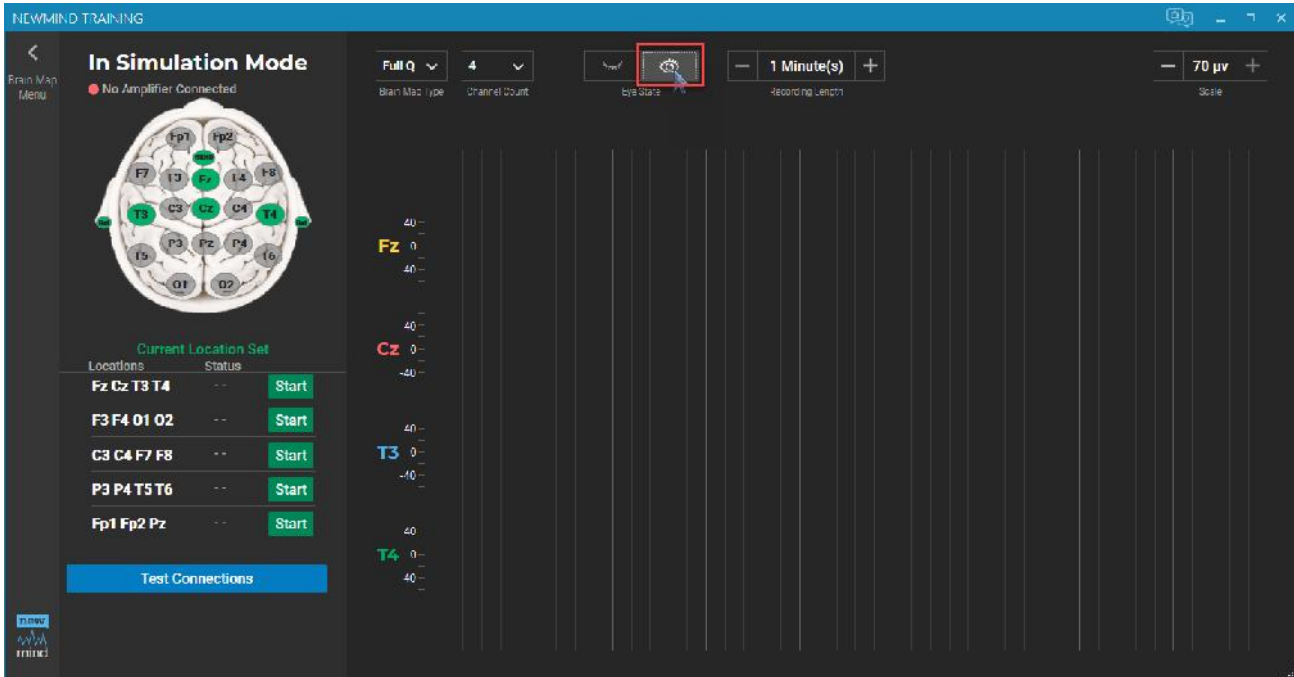 NEWMIND TRAINING
Brain Map
Menu
In Simulation Mode
No Amplifier Connected
Full Q
Brain Map Type
4
Channel Count
Eye State
1 Minute(s)
Recording Length
70 µv
Scale
Fp1 Fp2
F7 F3 Fz F4 F8
T3 C3 Cz C4 T4
T5 P3 Pz P4 T6
O1 O2
Current Location Set
Locations Status
Fz Cz T3 T4 -- Start
F3 F4 O1 O2 -- Start
C3 C4 F7 F8 -- Start
P3 P4 T5 T6 -- Start
Fp1 Fp2 Pz -- Start
Test Connections
new
mind
40
Fz 0
40
40
Cz 0
-40
40
T3 0
-40
40
T4 0
40